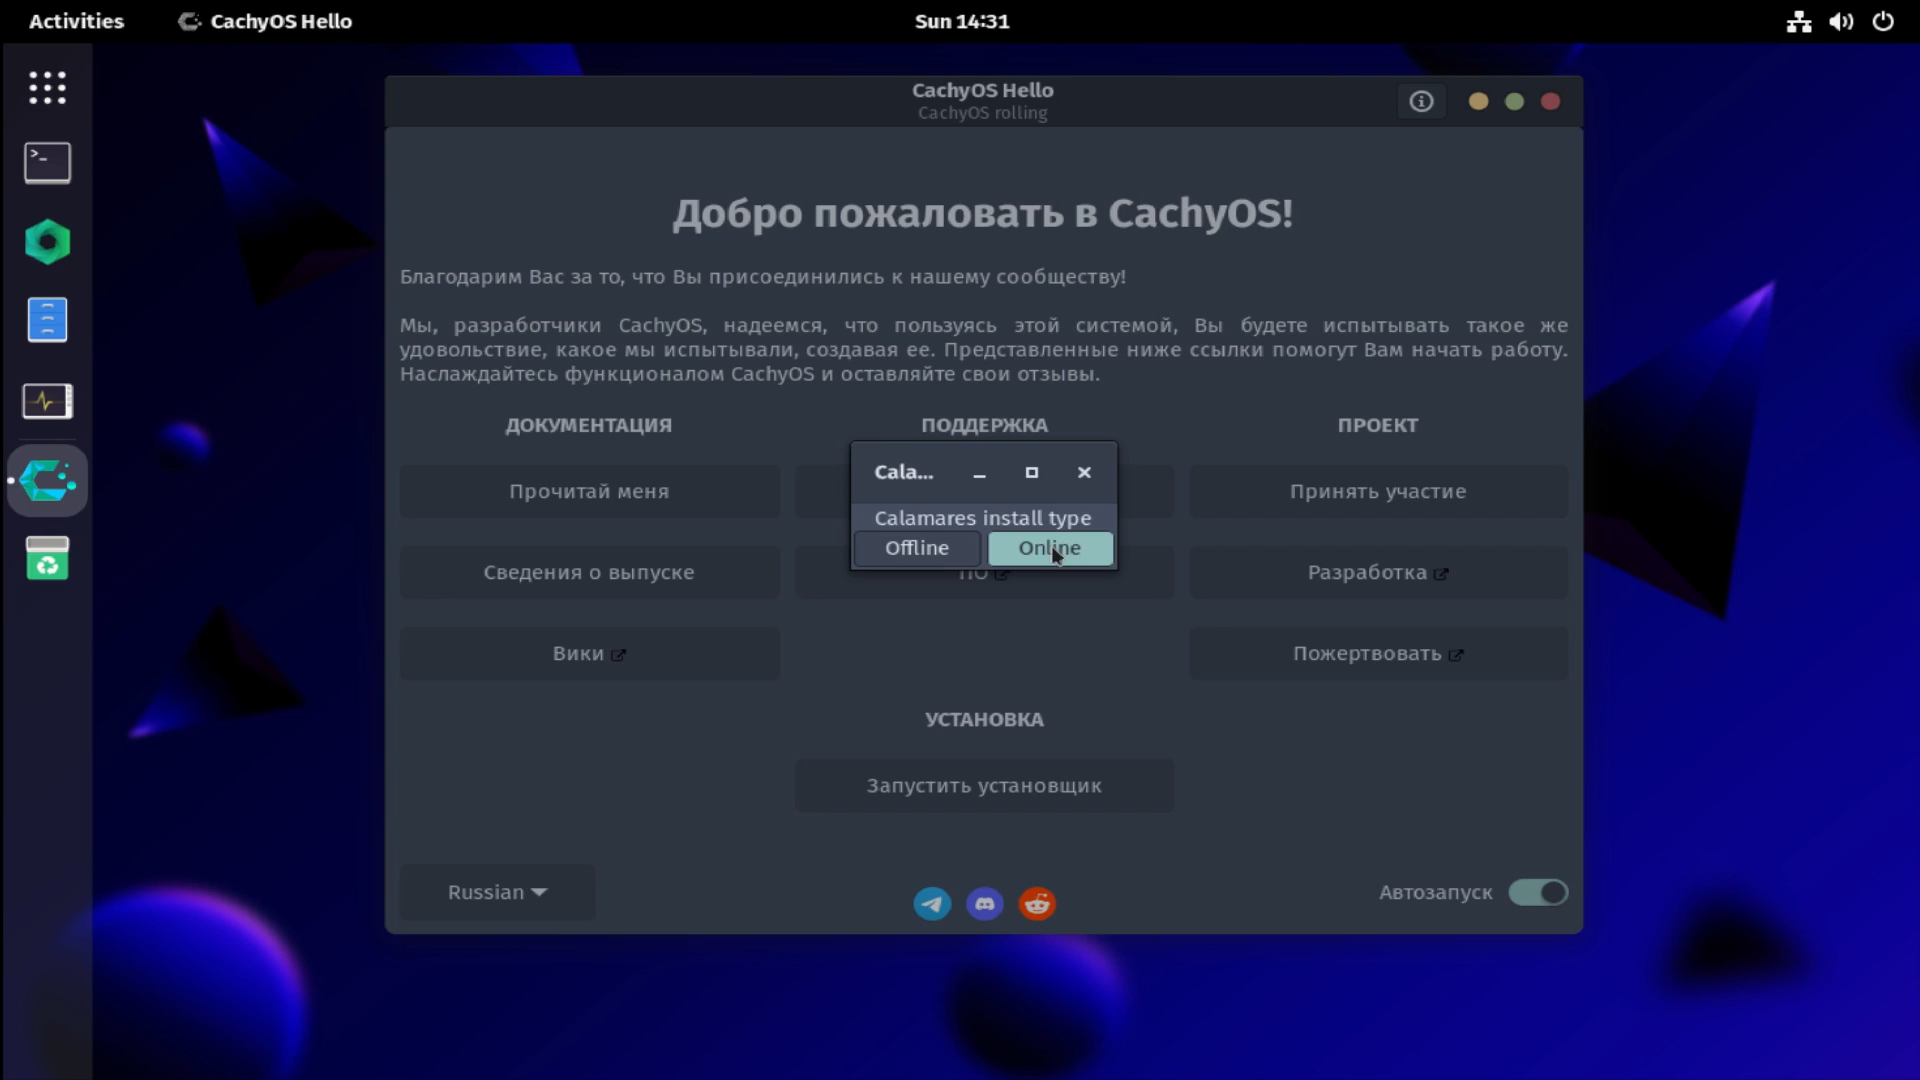 Activities
CachyOS Hello
Sun 14:31
CachyOS Hello
CachyOS rolling
Добро пожаловать в CachyOS!
Благодарим Вас за то, что Вы присоединились к нашему сообществу!
Мы, разработчики CachyOS, надеемся, что пользуясь этой системой, Вы будете испытывать такое же
удовольствие, какое мы испытывали, создавая ее. Представленные ниже ссылки помогут Вам начать работу.
Наслаждайтесь функционалом CachyOS и оставляйте свои отзывы.
ДОКУМЕНТАЦИЯ
ПОДДЕРЖКА
ПРОЕКТ
Cala...
Calamares install type
Offline
Online
Прочитай меня
Принять участие
Сведения о выпуске
ПО
Разработка
Вики
Пожертвовать
УСТАНОВКА
Запустить установщик
Russian
Автозапуск